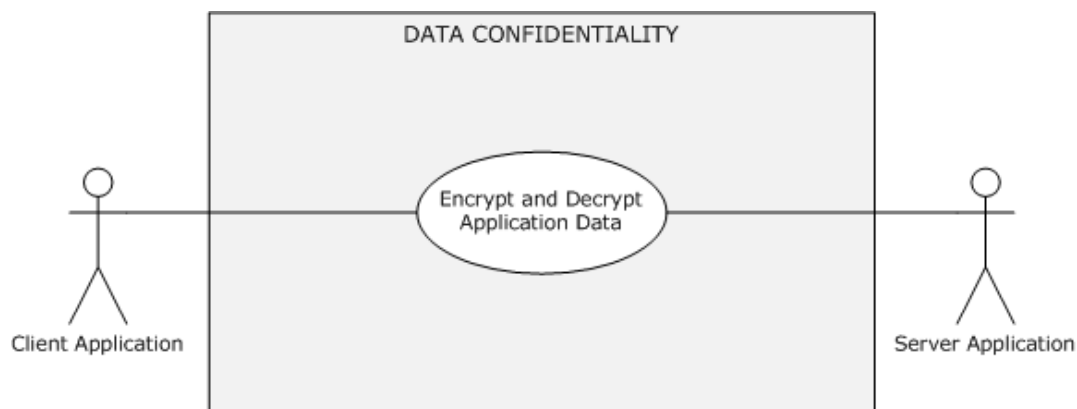 DATA CONFIDENTIALITY
Encrypt and Decrypt
Application Data
Client Application
Server Application